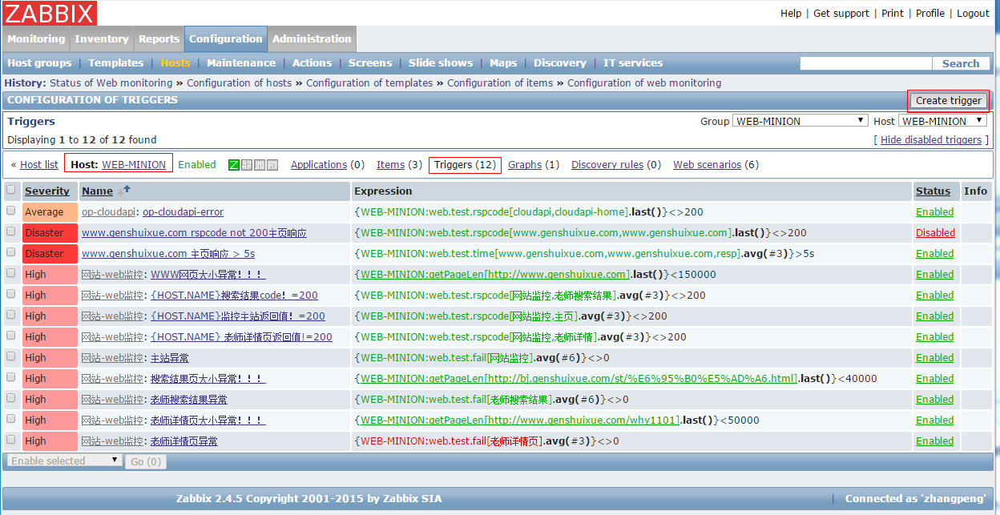 ZABBIX
Help | Get support | Print | Profile | Logout
Monitoring Inventory Reports Configuration Administration
Host groups | Templates | Hosts | Maintenance | Actions | Screens | Slide shows | Maps | Discovery | IT services Search
History: Status of Web monitoring » Configuration of hosts » Configuration of templates » Configuration of items » Configuration of web monitoring
CONFIGURATION OF TRIGGERS Create trigger
Triggers Group WEB-MINION Host WEB-MINION
Displaying 1 to 12 of 12 found [ Hide disabled triggers ]
« Host list Host: WEB-MINION Enabled Z Applications (0) Items (3) Triggers (12) Graphs (1) Discovery rules (0) Web scenarios (6)
Severity Name Expression Status Info
Average op-cloudapi: op-cloudapi-error {WEB-MINION:web.test.rspcode[cloudapi,cloudapi-home].last()}<>200 Enabled
Disaster www.genshuixue.com rspcode not 200主页响应 {WEB-MINION:web.test.rspcode[www.genshuixue.com,www.genshuixue.com].last()}<>200 Disabled
Disaster www.genshuixue.com 主页响应 > 5s {WEB-MINION:web.test.time[www.genshuixue.com,www.genshuixue.com,resp].avg(#3)}>5s Enabled
High 网站-web监控: WWW网页大小异常！！！ {WEB-MINION:getPageLen[http://www.genshuixue.com].last()}<150000 Enabled
High 网站-web监控: {HOST.NAME}搜索结果code！=200 {WEB-MINION:web.test.rspcode[网站监控,老师搜索结果].avg(#3)}<>200 Enabled
High 网站-web监控: {HOST.NAME}监控主站返回值！=200 {WEB-MINION:web.test.rspcode[网站监控,主页].avg(#3)}<>200 Enabled
High 网站-web监控: {HOST.NAME} 老师详情页返回值!=200 {WEB-MINION:web.test.rspcode[网站监控,老师详情].avg(#3)}<>200 Enabled
High 网站-web监控: 主站异常 {WEB-MINION:web.test.fail[网站监控].avg(#6)}<>0 Enabled
High 网站-web监控: 搜索结果页大小异常！！！ {WEB-MINION:getPageLen[http://bj.genshuixue.com/st/%E6%95%B0%E5%AD%A6.html].last()}<40000 Enabled
High 网站-web监控: 老师搜索结果异常 {WEB-MINION:web.test.fail[老师搜索结果].avg(#6)}<>0 Enabled
High 网站-web监控: 老师详情页大小异常！！！ {WEB-MINION:getPageLen[http://www.genshuixue.com/why1101].last()}<50000 Enabled
High 网站-web监控: 老师详情页异常 {WEB-MINION:web.test.fail[老师详情页].avg(#3)}<>0 Enabled
Enable selected Go (0)
Zabbix 2.4.5 Copyright 2001-2015 by Zabbix SIA | Connected as 'zhangpeng'